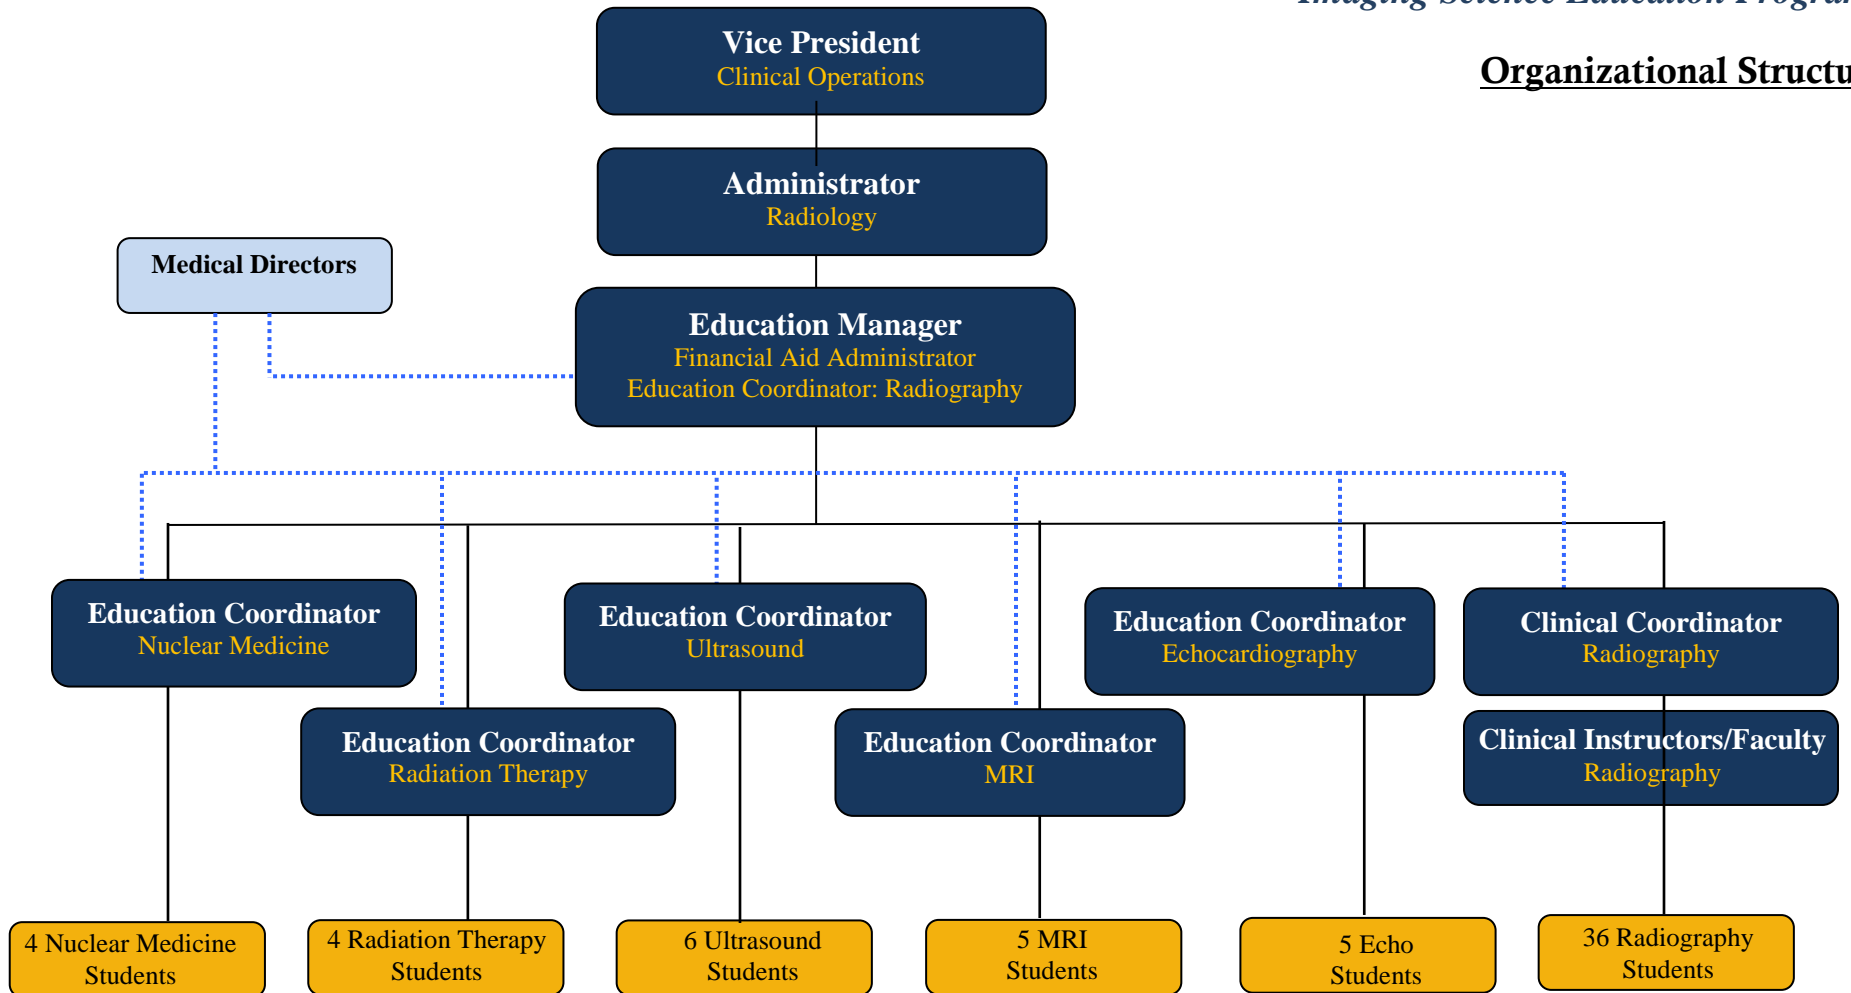 Imaging Science Education
Organizational
Vice President
Clinical Operations
Administrator
Radiology
Medical Directors
Education Manager
Financial Aid Administrator
Education Coordinator: Radiography
Education Coordinator
Nuclear Medicine
Education Coordinator
Ultrasound
Education Coordinator
Echocardiography
Clinical Coordinator
Radiography
Education Coordinator
Radiation Therapy
Education Coordinator
MRI
Clinical Instructors/Faculty
Radiography
4 Nuclear Medicine
Students
4 Radiation Therapy
Students
6 Ultrasound
Students
5 MRI
Students
5 Echo
Students
36 Radiography
Students